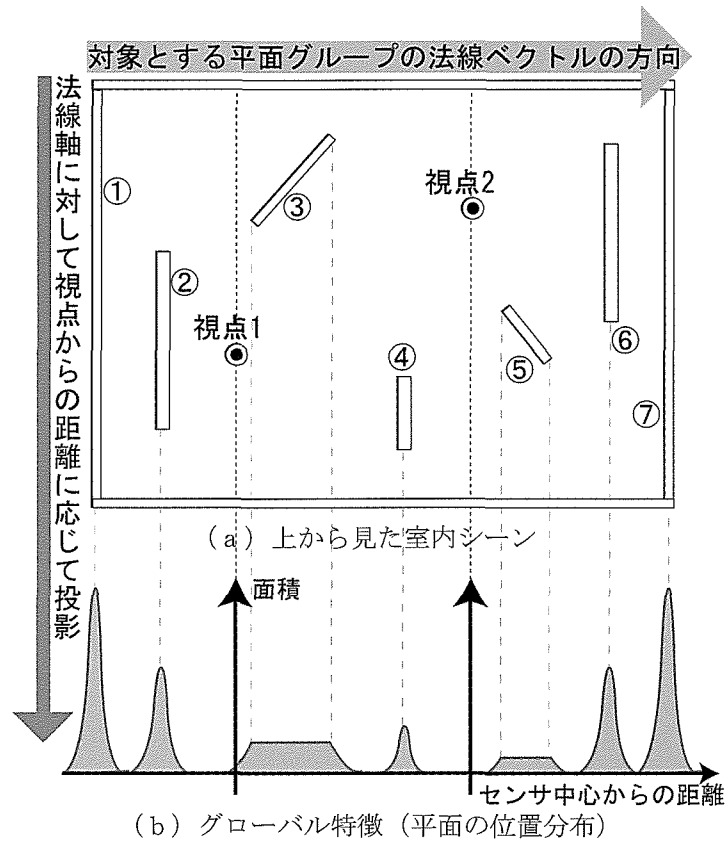 対象とする平面グループの法線ベクトルの方向
法線軸に対して視点からの距離に応じて投影
①
②
③
視点2
視点1
④
⑤
⑥
⑦
(a)上から見た室内シーン
面積
センサ中心からの距離
(b)グローバル特徴(平面の位置分布)